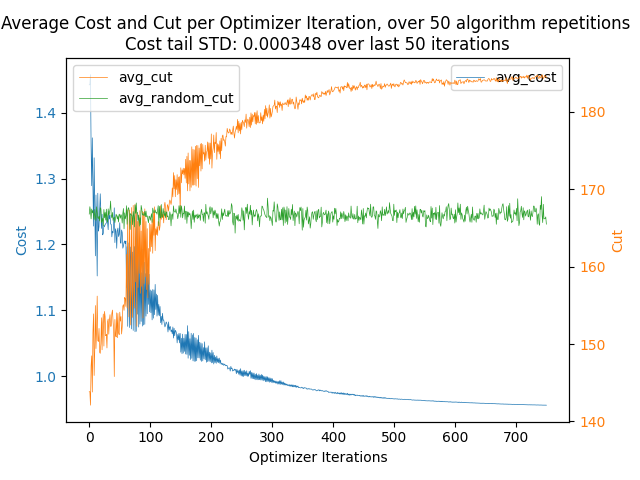 Average Cost and Cut per Optimizer Iteration, over 50 algorithm repetitions
Cost tail STD: 0.000348 over last 50 iterations
avg_cut
avg_random_cut
avg_cost
1.4
1.3
1.2
1.1
1.0
Cost
180
170
160
150
140
Cut
0 100 200 300 400 500 600 700
Optimizer Iterations